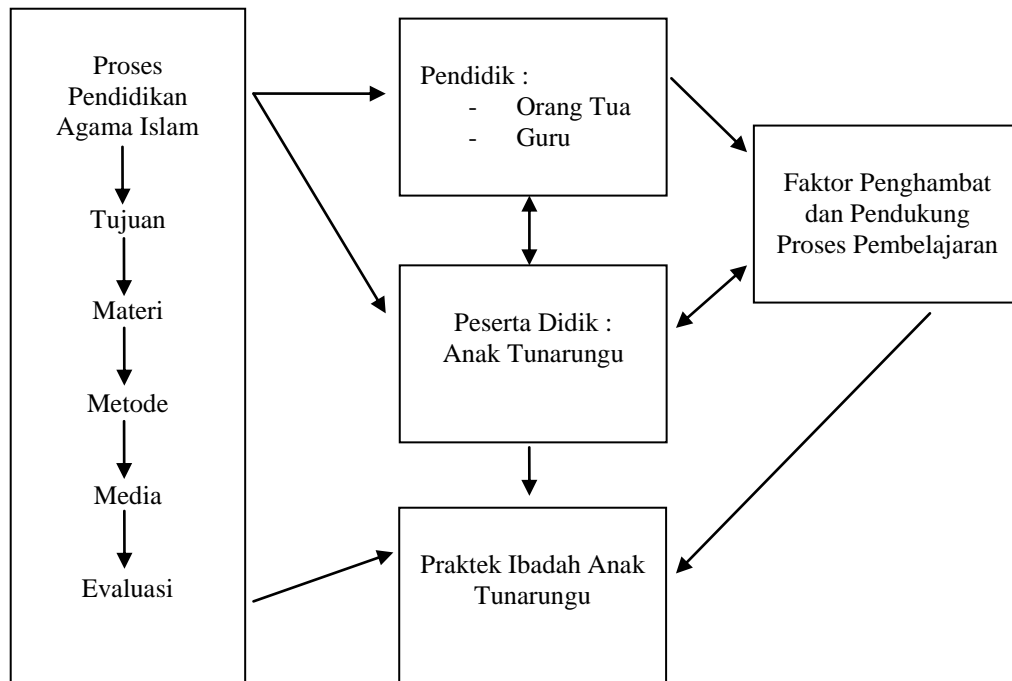 Proses
Pendidikan
Agama Islam
Tujuan
Materi
Metode
Media
Evaluasi
Pendidik :
- Orang Tua
- Guru
Peserta Didik :
Anak Tunarungu
Praktek Ibadah Anak
Tunarungu
Faktor Penghambat
dan Pendukung
Proses Pembelajaran